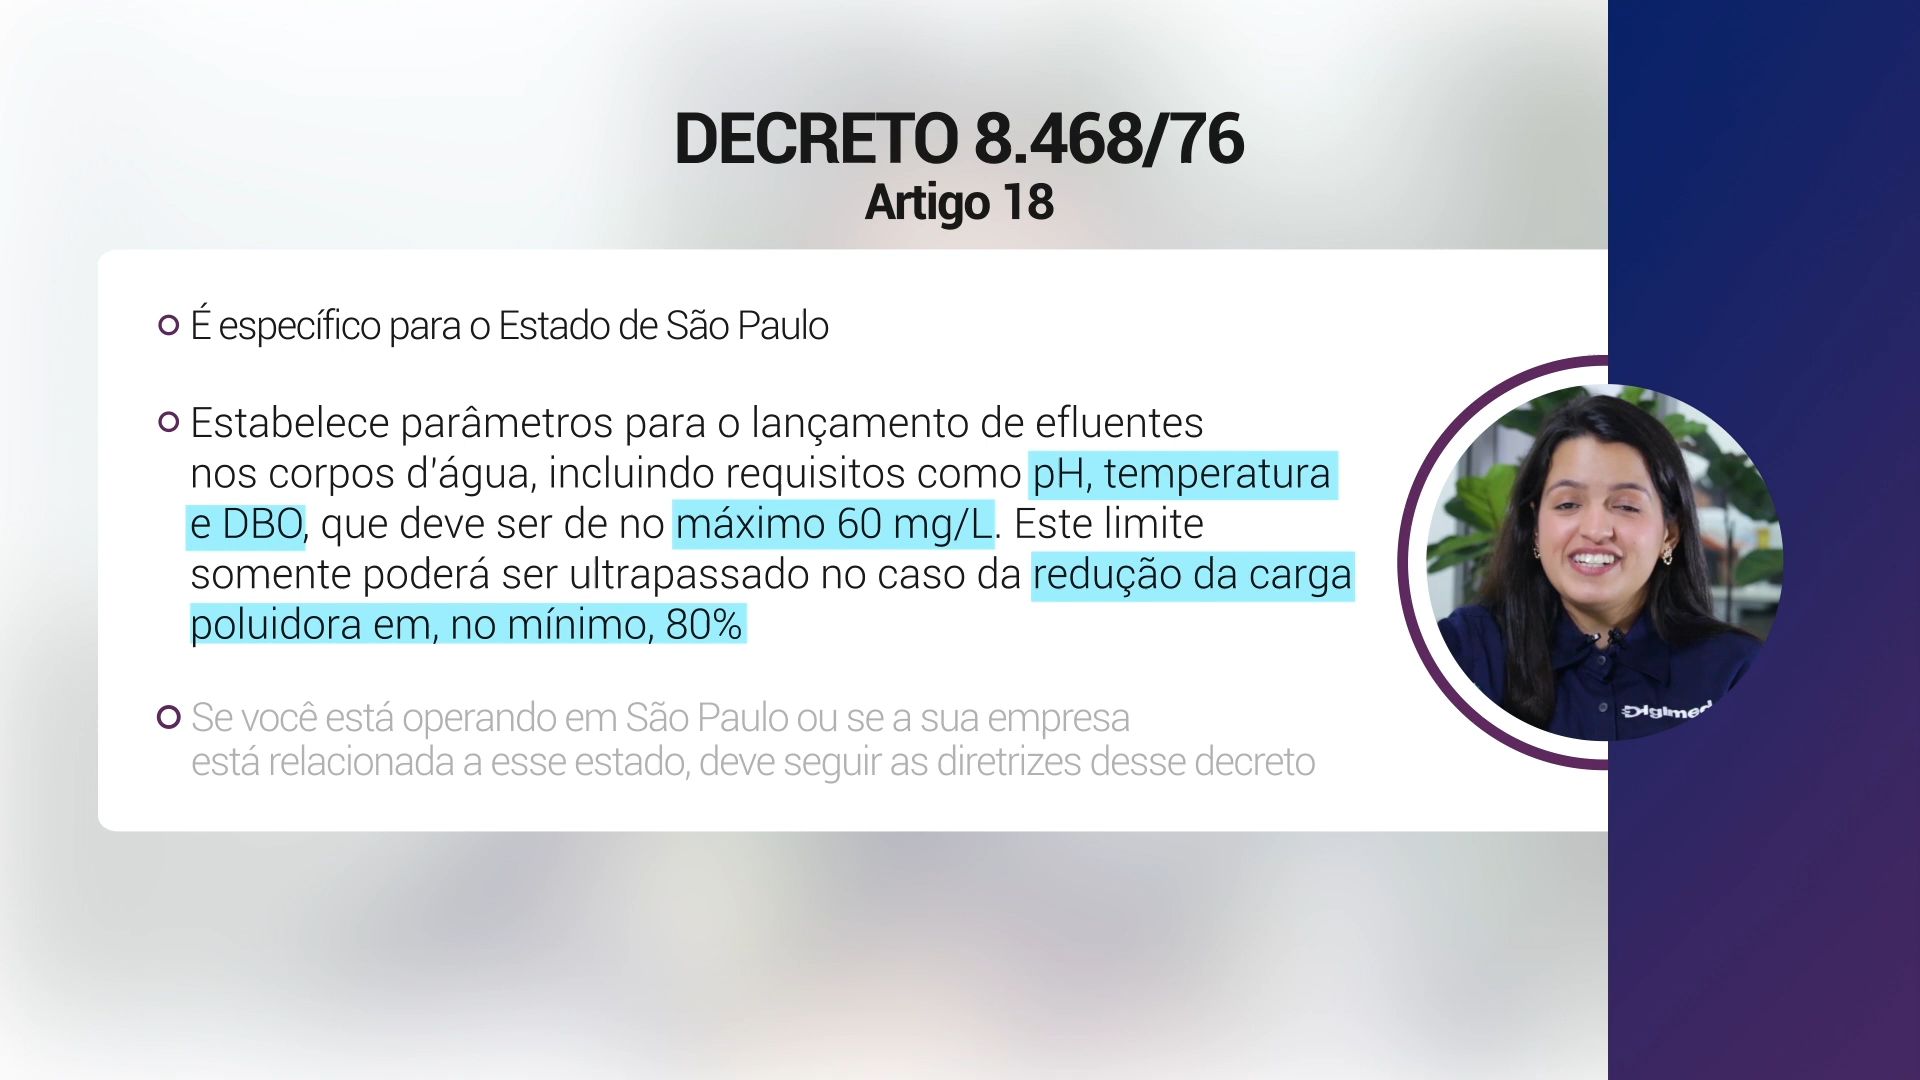 DECRETO 8.468/76
Artigo 18
É específico para o Estado de São Paulo
Estabelece parâmetros para o lançamento de efluentes
nos corpos d'água, incluindo requisitos como pH, temperatura
e DBO, que deve ser de no máximo 60 mg/L. Este limite
somente poderá ser ultrapassado no caso da redução da carga
poluidora em, no mínimo, 80%
Se você está operando em São Paulo ou se a sua empresa
está relacionada a esse estado, deve seguir as diretrizes desse decreto
Digimed